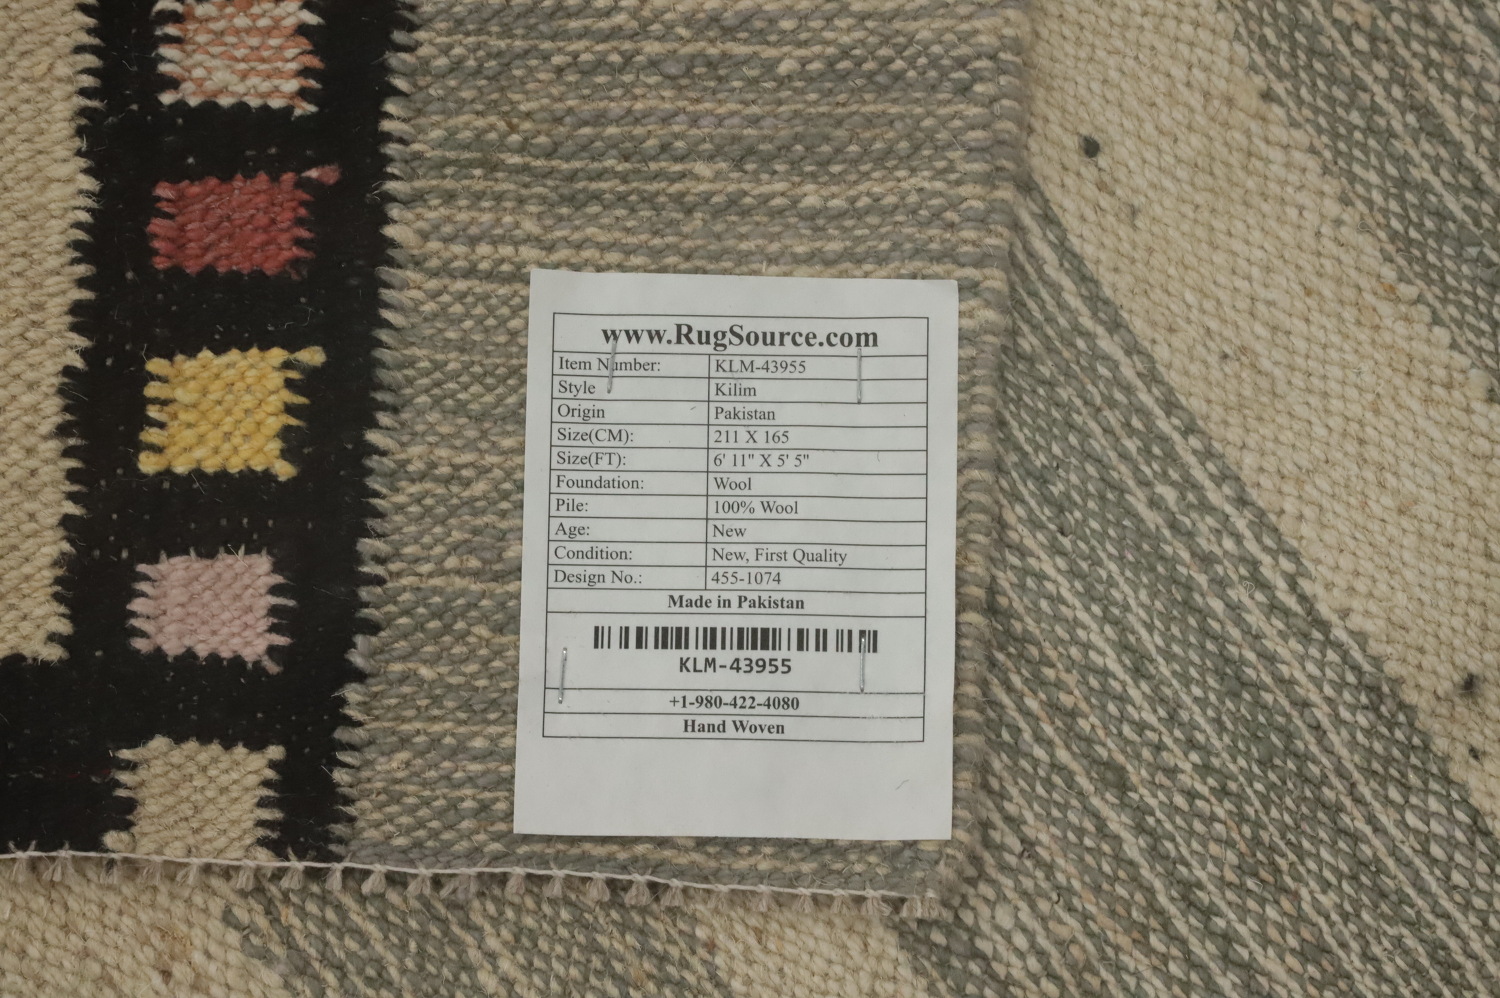 www.RugSource.com
Item Number: KLM-43955
Style Kilim
Origin Pakistan
Size(CM): 211 X 165
Size(FT): 6' 11" X 5' 5"
Foundation: Wool
Pile: 100% Wool
Age: New
Condition: New, First Quality
Design No.: 455-1074
Made in Pakistan
KLM-43955
+1-980-422-4080
Hand Woven